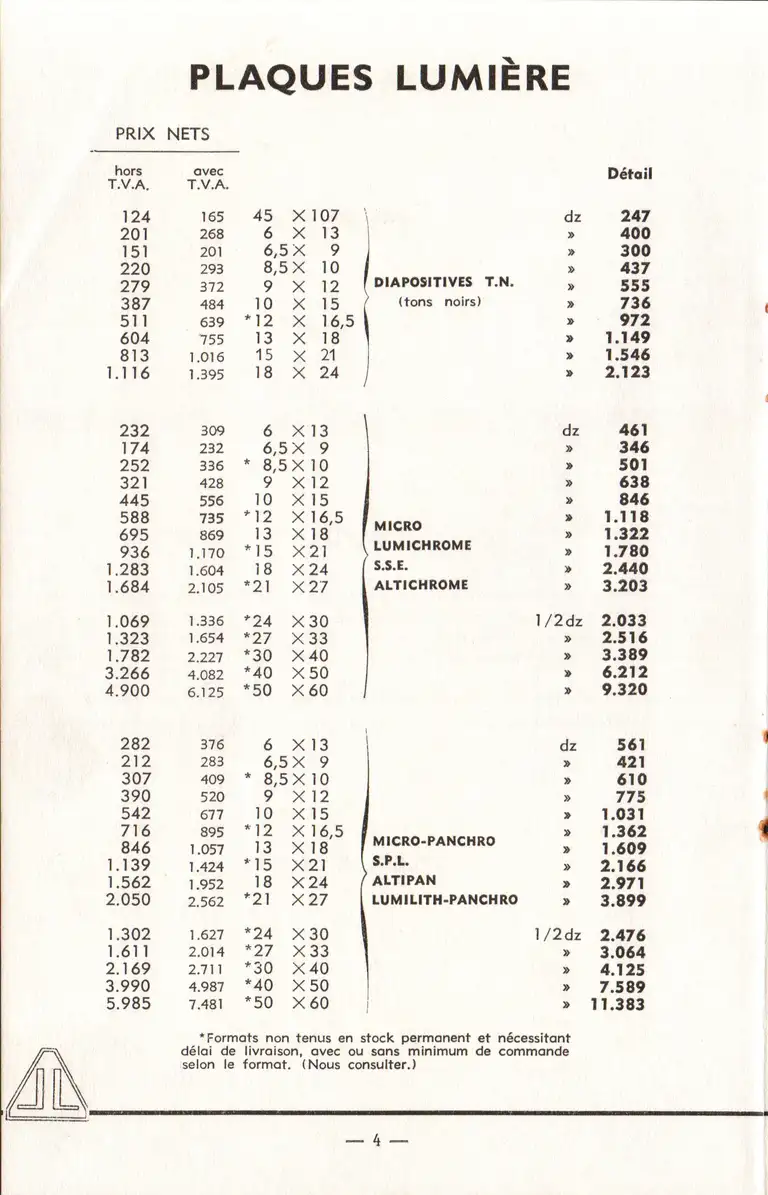 PLAQUES LUMIÈRE
PRIX NETS
hors avec Détail
T.V.A. T.V.A.
124 165 45 X 107 dz 247
201 268 6 X 13 » 400
151 201 6,5 X 9 » 300
220 293 8,5 X 10 » 437
279 372 9 X 12 DIAPOSITIVES T.N. » 555
387 484 10 X 15 (tons noirs) » 736
511 639 *12 X 16,5 » 972
604 755 13 X 18 » 1.149
813 1.016 15 X 21 » 1.546
1.116 1.395 18 X 24 » 2.123
232 309 6 X 13 dz 461
174 232 6,5 X 9 » 346
252 336 * 8,5 X 10 » 501
321 428 9 X 12 » 638
445 556 10 X 15 » 846
588 735 *12 X 16,5 MICRO » 1.118
695 869 13 X 18 » 1.322
936 1.170 *15 X 21 LUMICHROME » 1.780
1.283 1.604 18 X 24 S.S.E. » 2.440
1.684 2.105 *21 X 27 ALTICHROME » 3.203
1.069 1.336 *24 X 30 1/2 dz 2.033
1.323 1.654 *27 X 33 » 2.516
1.782 2.227 *30 X 40 » 3.389
3.266 4.082 *40 X 50 » 6.212
4.900 6.125 *50 X 60 » 9.320
282 376 6 X 13 dz 561
212 283 6,5 X 9 » 421
307 409 * 8,5 X 10 » 610
390 520 9 X 12 » 775
542 677 10 X 15 » 1.031
716 895 *12 X 16,5 » 1.362
846 1.057 13 X 18 MICRO-PANCHRO » 1.609
1.139 1.424 *15 X 21 S.P.L. » 2.166
1.562 1.952 18 X 24 ALTIPAN » 2.971
2.050 2.562 *21 X 27 LUMILITH-PANCHRO » 3.899
1.302 1.627 *24 X 30 1/2 dz 2.476
1.611 2.014 *27 X 33 » 3.064
2.169 2.711 *30 X 40 » 4.125
3.990 4.987 *40 X 50 » 7.589
5.985 7.481 *50 X 60 » 11.383
*Formats non tenus en stock permanent et nécessitant
délai de livraison, avec ou sans minimum de commande
selon le format. (Nous consulter.)
JL
— 4 —